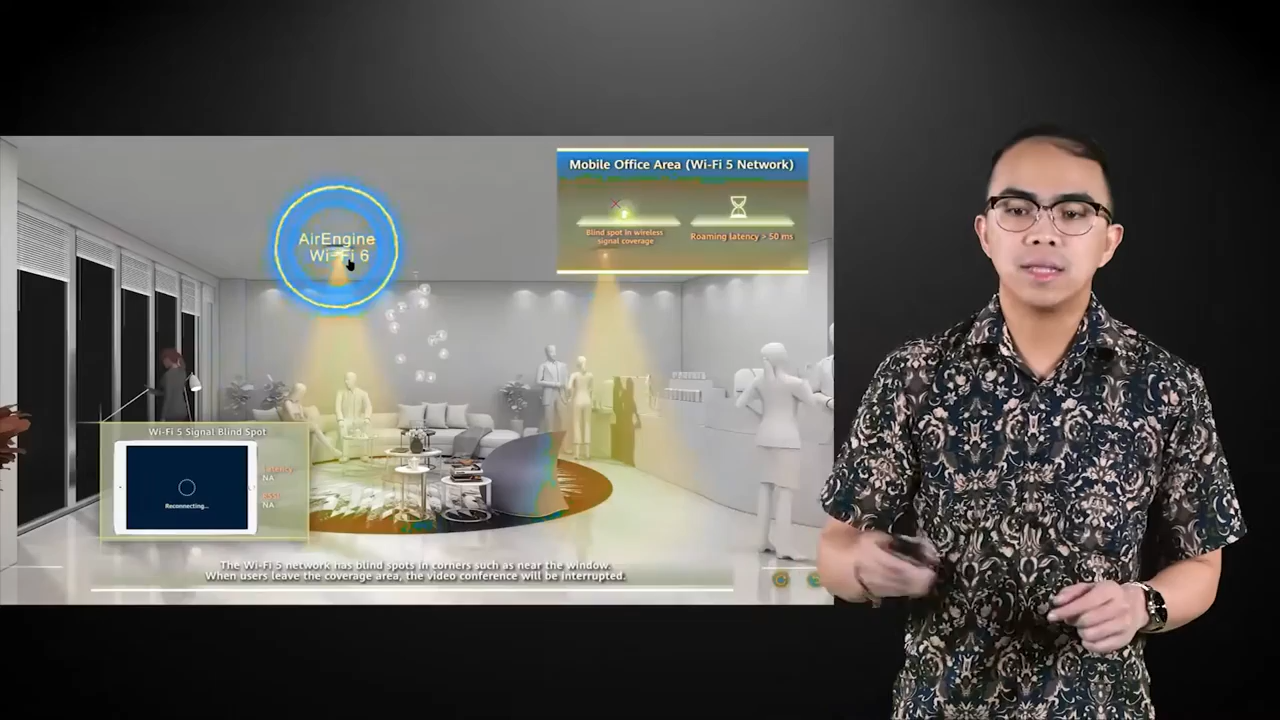 Mobile Office Area (Wi-Fi 5 Network)
Blind spot in wireless
signal coverage
Roaming latency > 50 ms
AirEngine
Wi-Fi 6
Wi-Fi 5 Signal Blind Spot
Latency
NA
RSSI
NA
Reconnecting...
The Wi-Fi 5 network has blind spots in corners such as near the window.
When users leave the coverage area, the video conference will be interrupted.